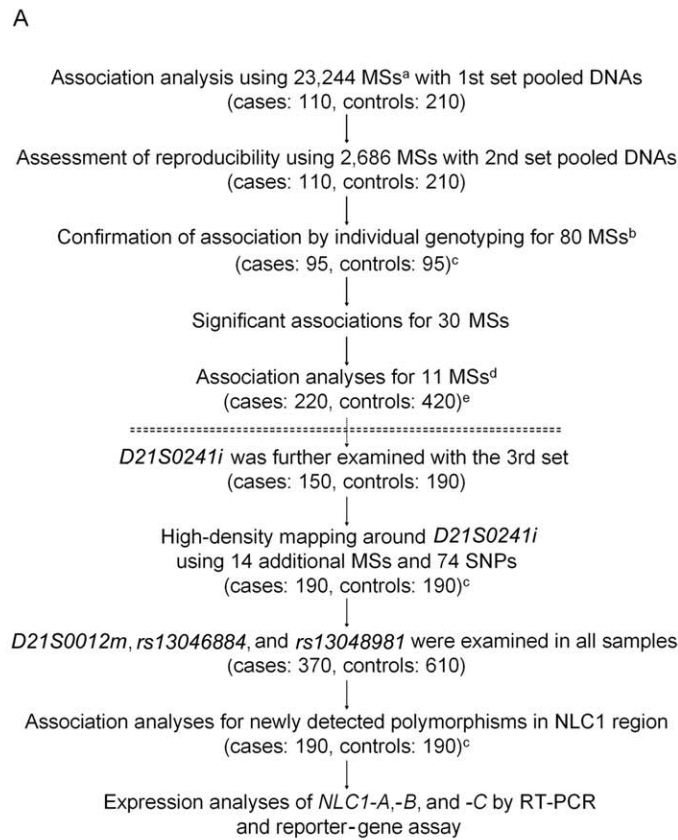 A
Association analysis using 23,244 MSsᵃ with 1st set pooled DNAs
(cases: 110, controls: 210)
Assessment of reproducibility using 2,686 MSs with 2nd set pooled DNAs
(cases: 110, controls: 210)
Confirmation of association by individual genotyping for 80 MSsᵇ
(cases: 95, controls: 95)ᶜ
Significant associations for 30 MSs
Association analyses for 11 MSsᵈ
(cases: 220, controls: 420)ᵉ
D21S0241i was further examined with the 3rd set
(cases: 150, controls: 190)
High-density mapping around D21S0241i
using 14 additional MSs and 74 SNPs
(cases: 190, controls: 190)ᶜ
D21S0012m, rs13046884, and rs13048981 were examined in all samples
(cases: 370, controls: 610)
Association analyses for newly detected polymorphisms in NLC1 region
(cases: 190, controls: 190)ᶜ
Expression analyses of NLC1-A,-B, and -C by RT-PCR
and reporter-gene assay